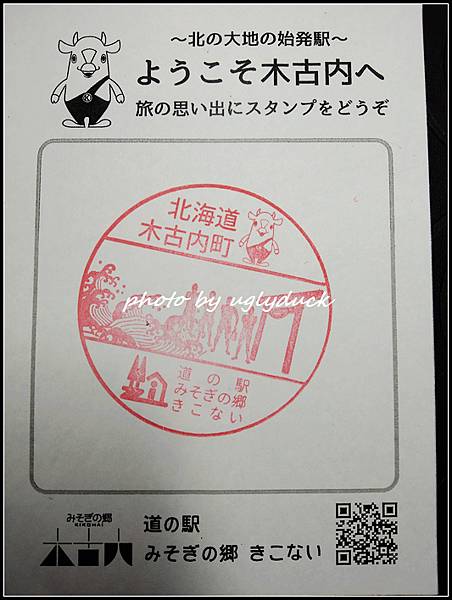 ～北の大地の始発駅～
ようこそ木古内へ
旅の思い出にスタンプをどうぞ
北海道
木古内町
photo by uglyduck
道の駅
みそぎの郷
きこない
みそぎの郷
KIKONAI
木古内
道の駅
みそぎの郷 きこない